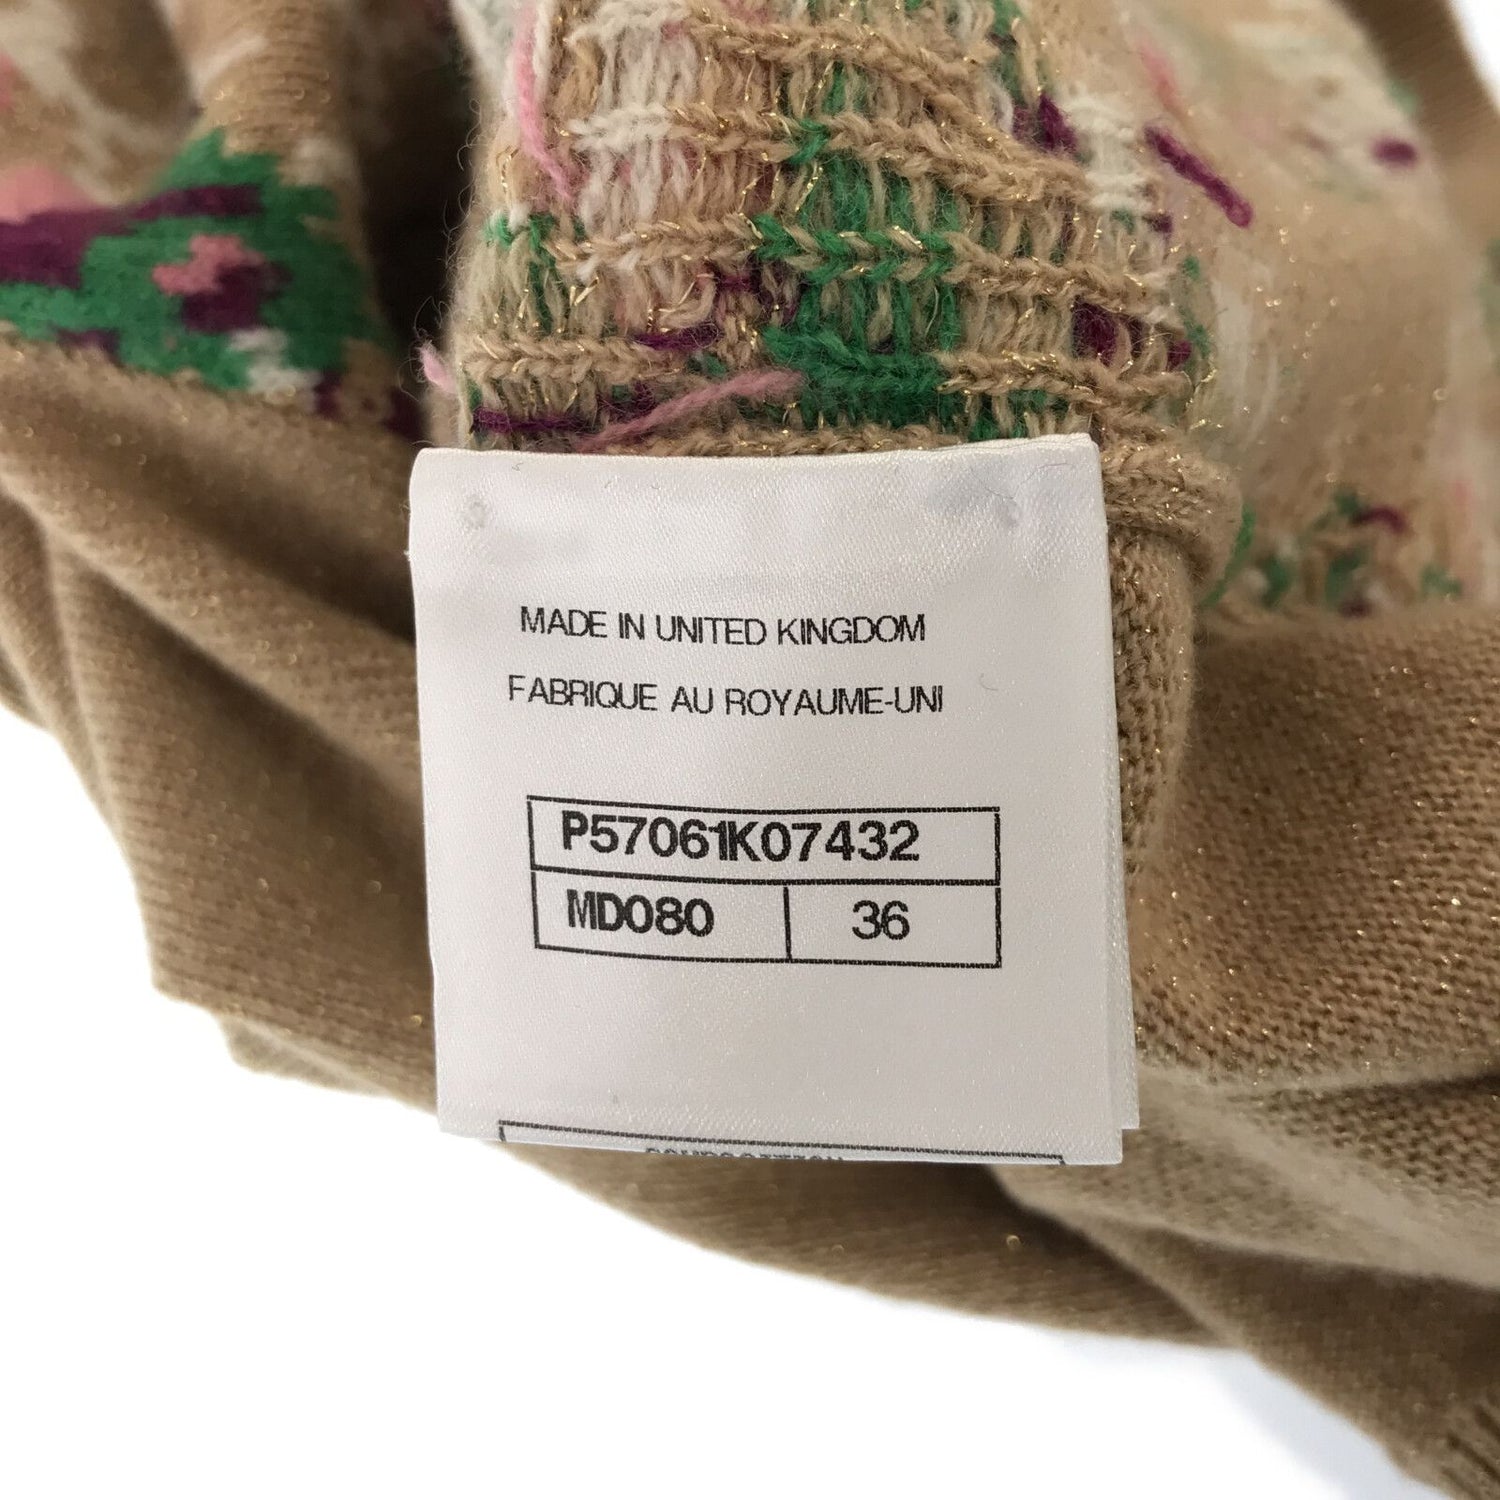 MADE IN UNITED KINGDOM
FABRIQUE AU ROYAUME-UNI
P57061K07432
MD080 36